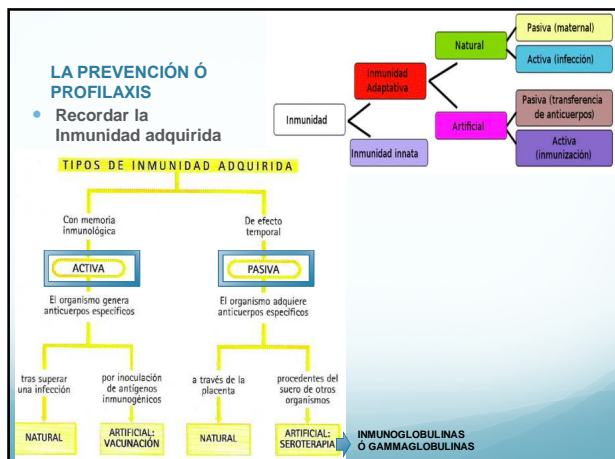 LA PREVENCIÓN Ó
PROFILAXIS
• Recordar la
Inmunidad adquirida
Inmunidad
Inmunidad
Adaptativa
Inmunidad innata
Natural
Artificial
Pasiva (maternal)
Activa (infección)
Pasiva (transferencia
de anticuerpos)
Activa
(inmunización)
TIPOS DE INMUNIDAD ADQUIRIDA
Con memoria
inmunológica
ACTIVA
El organismo genera
anticuerpos específicos
tras superar
una infección
NATURAL
por inoculación
de antígenos
inmunogénicos
ARTIFICIAL:
VACUNACIÓN
De efecto
temporal
PASIVA
El organismo adquiere
anticuerpos específicos
a través de la
placenta
NATURAL
procedentes del
suero de otros
organismos
ARTIFICIAL:
SEROTERAPIA
INMUNOGLOBULINAS
Ó GAMMAGLOBULINAS